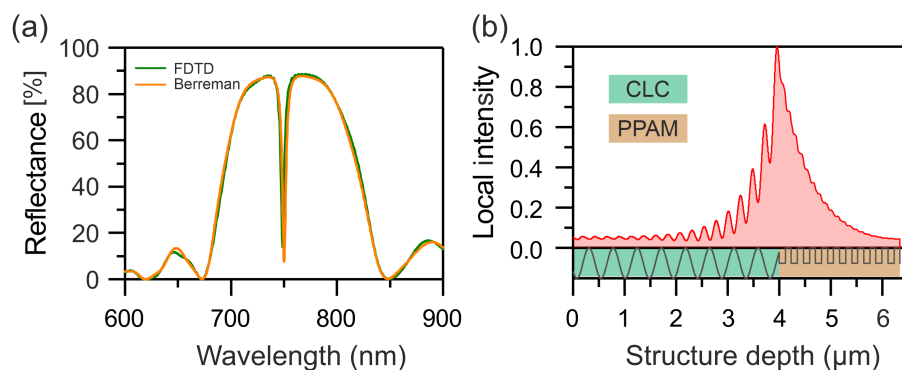 (a)
100
80
60
40
20
0
Reflectance [%]
FDTD
Berreman
600
700
800
900
Wavelength (nm)
(b)
1.0
0.8
0.6
0.4
0.2
0.0
Local intensity
CLC
PPAM
0
1
2
3
4
5
6
Structure depth (µm)